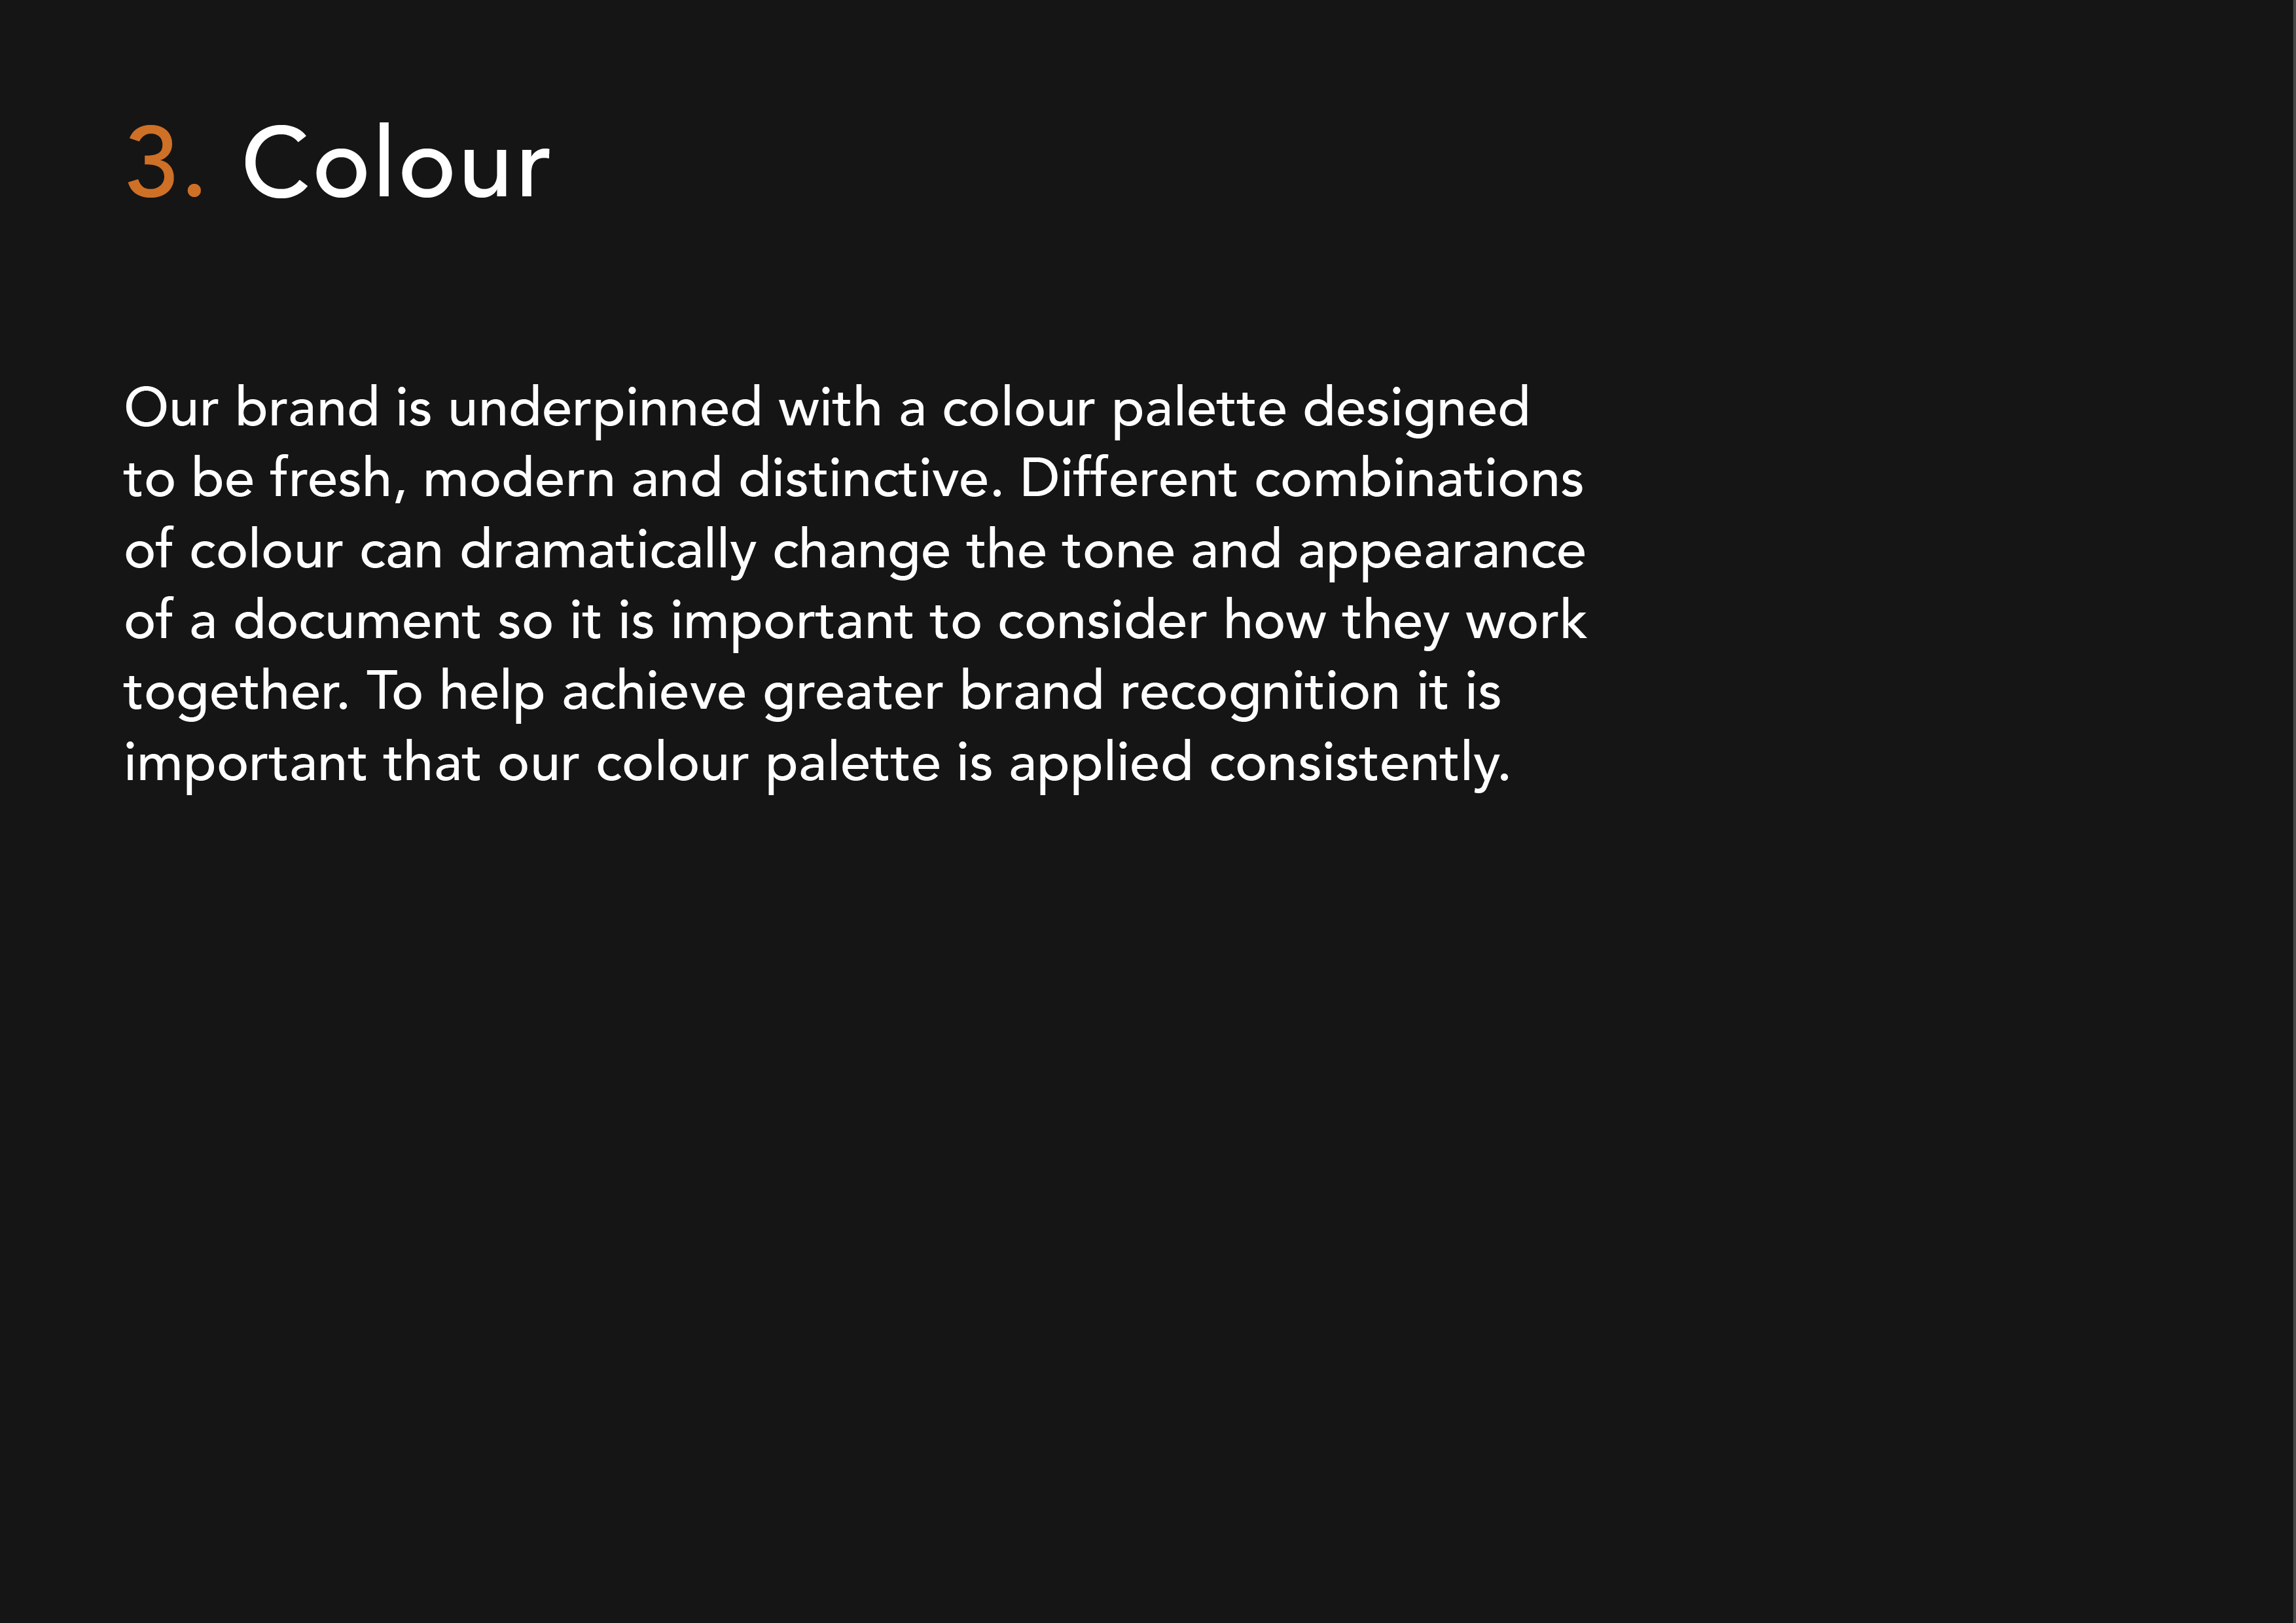 3. Colour
Our brand is underpinned with a colour palette designed
to be fresh, modern and distinctive. Different combinations
of colour can dramatically change the tone and appearance
of a document so it is important to consider how they work
together. To help achieve greater brand recognition it is
important that our colour palette is applied consistently.